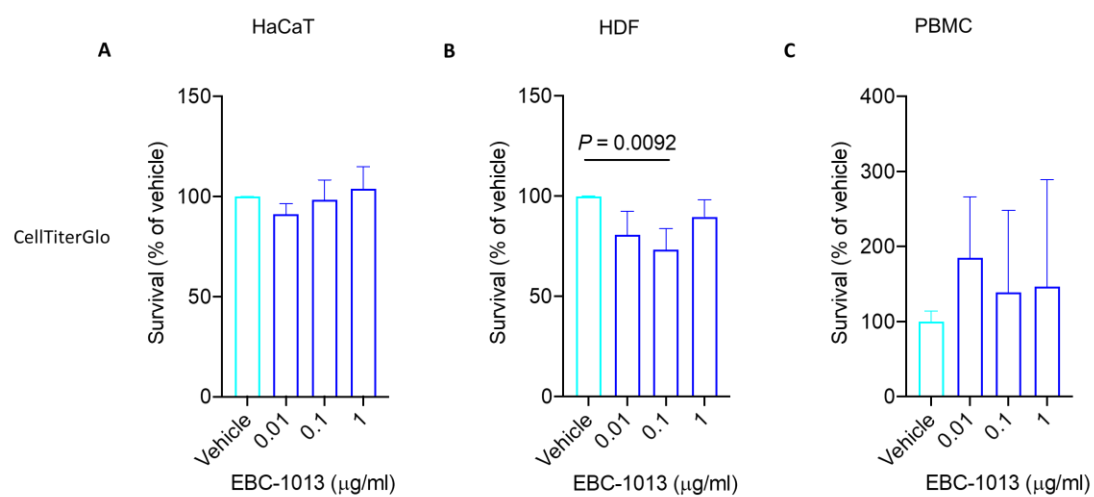 HaCaT
HDF
PBMC
A
B
C
CellTiterGlo
Survival (% of vehicle)
150
100
50
0
Vehicle
0.01
0.1
1
EBC-1013 (μg/ml)
Survival (% of vehicle)
150
100
50
0
P = 0.0092
Vehicle
0.01
0.1
1
EBC-1013 (μg/ml)
Survival (% of vehicle)
400
300
200
100
0
Vehicle
0.01
0.1
1
EBC-1013 (μg/ml)